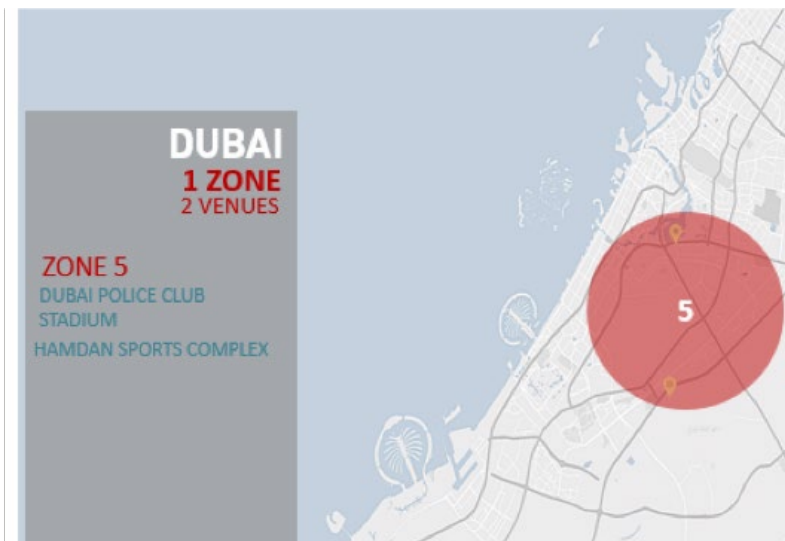 DUBAI
1 ZONE
2 VENUES
ZONE 5
DUBAI POLICE CLUB
STADIUM
HAMDAN SPORTS COMPLEX
5